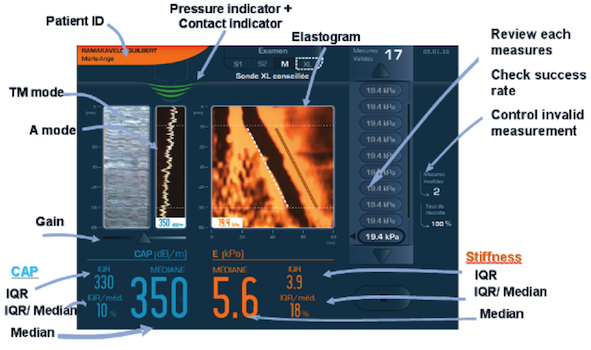 Patient ID
Pressure indicator +
Contact indicator
Elastogram
Review each
measures
Check success
rate
Control invalid
measurement
TM mode
A mode
Gain
CAP
IQR
IQR/ Median
Median
Stiffness
IQR
IQR/ Median
Median
Marie-Ange
Examen
S1 S2 M XL
Sonde XL conseillée
Mesures
Valides
17
03.01.10
19.4 kPa
19.4 kPa
19.4 kPa
19.4 kPa
19.4 kPa
19.4 kPa
19.4 kPa
19.4 kPa
19.4 kPa
19.4 kPa
Mesures
invalides
2
Taux de
réussite
100 %
350
19.4 kPa
CAP [dB/m]
IQR
330
IQR/méd.
10 %
MÉDIANE
350
E [kPa]
MÉDIANE
5.6
IQR
3.9
IQR/méd.
18 %